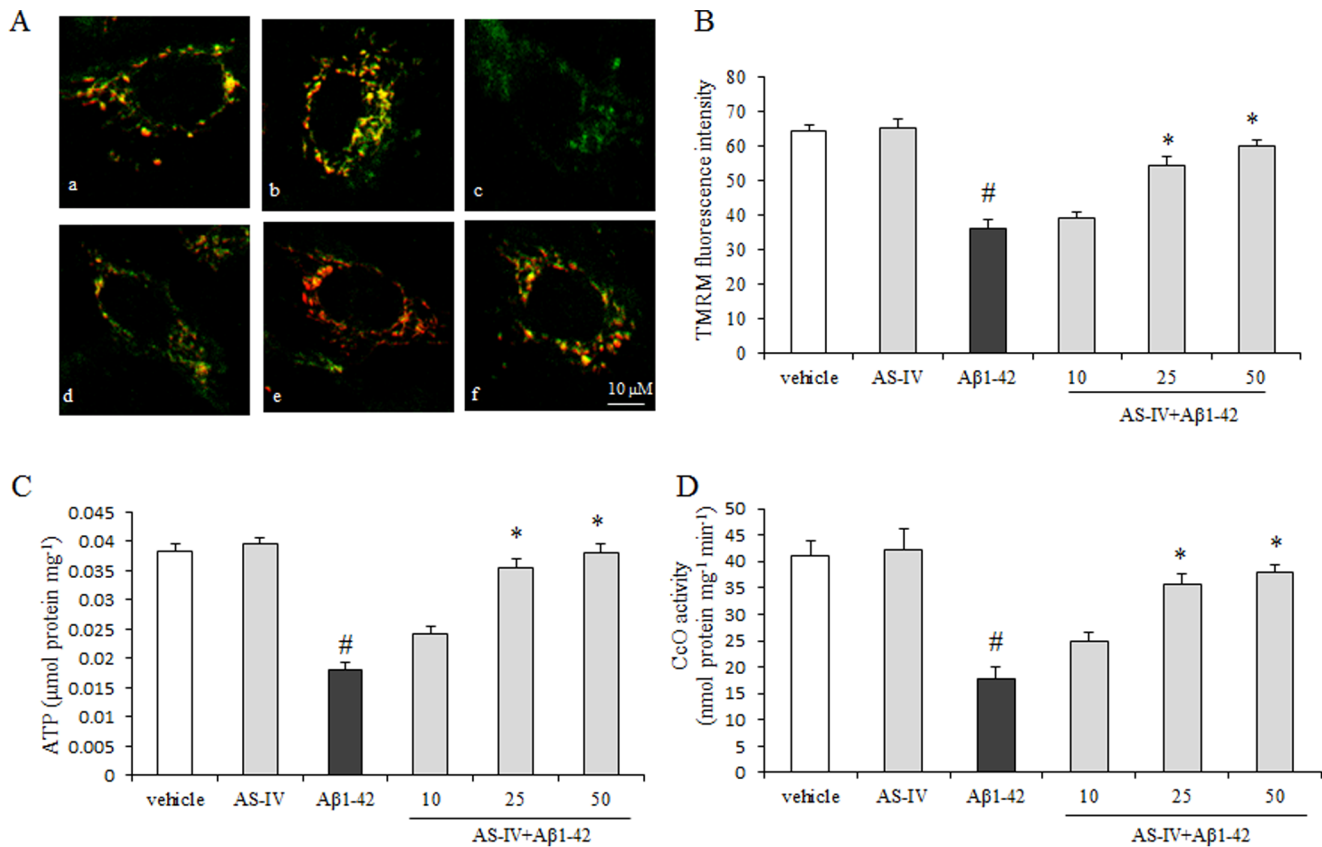 A
a
b
c
d
e
f
10 μM
B
TMRM fluorescence intensity
80
70
60
50
40
30
20
10
0
#
*
*
vehicle
AS-IV
Aβ1-42
10
25
50
AS-IV+Aβ1-42
C
ATP (μmol protein mg-1)
0.045
0.04
0.035
0.03
0.025
0.02
0.015
0.01
0.005
0
#
*
*
vehicle
AS-IV
Aβ1-42
10
25
50
AS-IV+Aβ1-42
D
CcO activity
(nmol protein mg-1 min-1)
50
45
40
35
30
25
20
15
10
5
0
#
*
*
vehicle
AS-IV
Aβ1-42
10
25
50
AS-IV+Aβ1-42